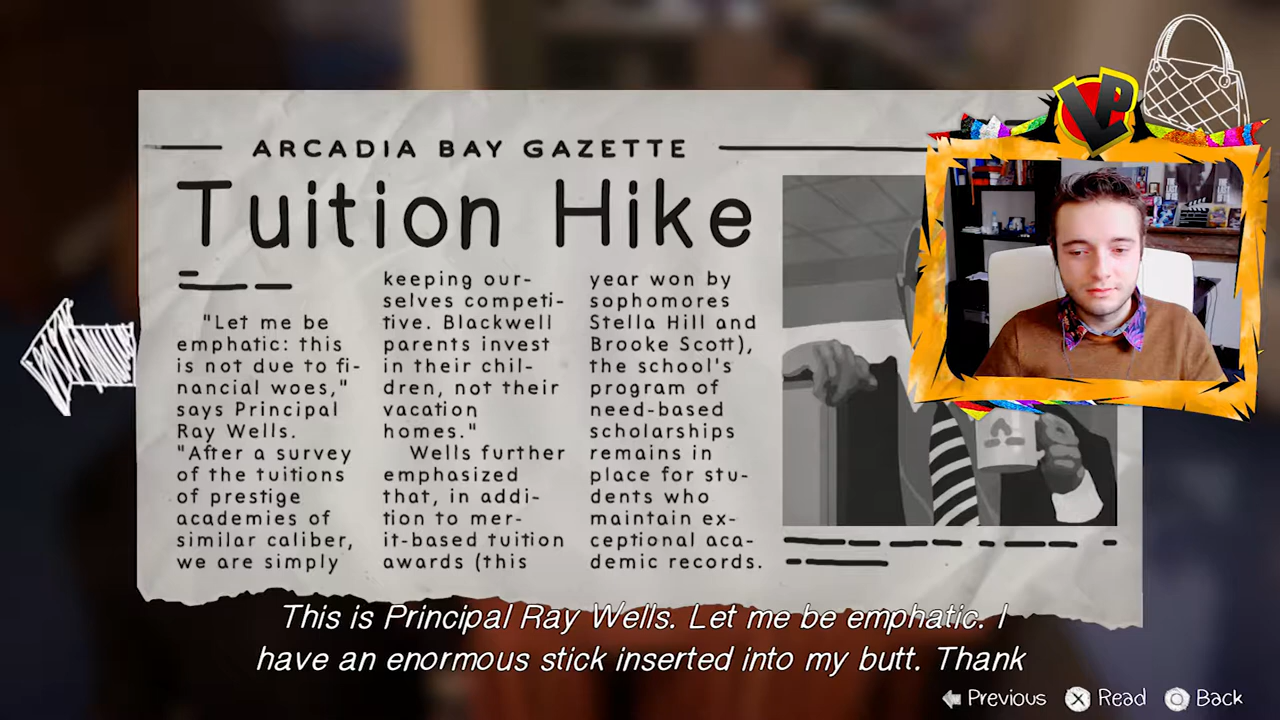 ARCADIA BAY GAZETTE
Tuition Hike
"Let me be
emphatic: this
is not due to fi-
nancial woes,"
says Principal
Ray Wells.
"After a survey
of the tuitions
of prestige
academies of
similar caliber,
we are simply
keeping our-
selves competi-
tive. Blackwell
parents invest
in their chil-
dren, not their
vacation
homes."
Wells further
emphasized
that, in addi-
tion to mer-
it-based tuition
awards (this
year won by
sophomores
Stella Hill and
Brooke Scott),
the school's
program of
need-based
scholarships
remains in
place for stu-
dents who
maintain ex-
ceptional aca-
demic records.
LP
This is Principal Ray Wells. Let me be emphatic. I
have an enormous stick inserted into my butt. Thank
Previous X Read Back